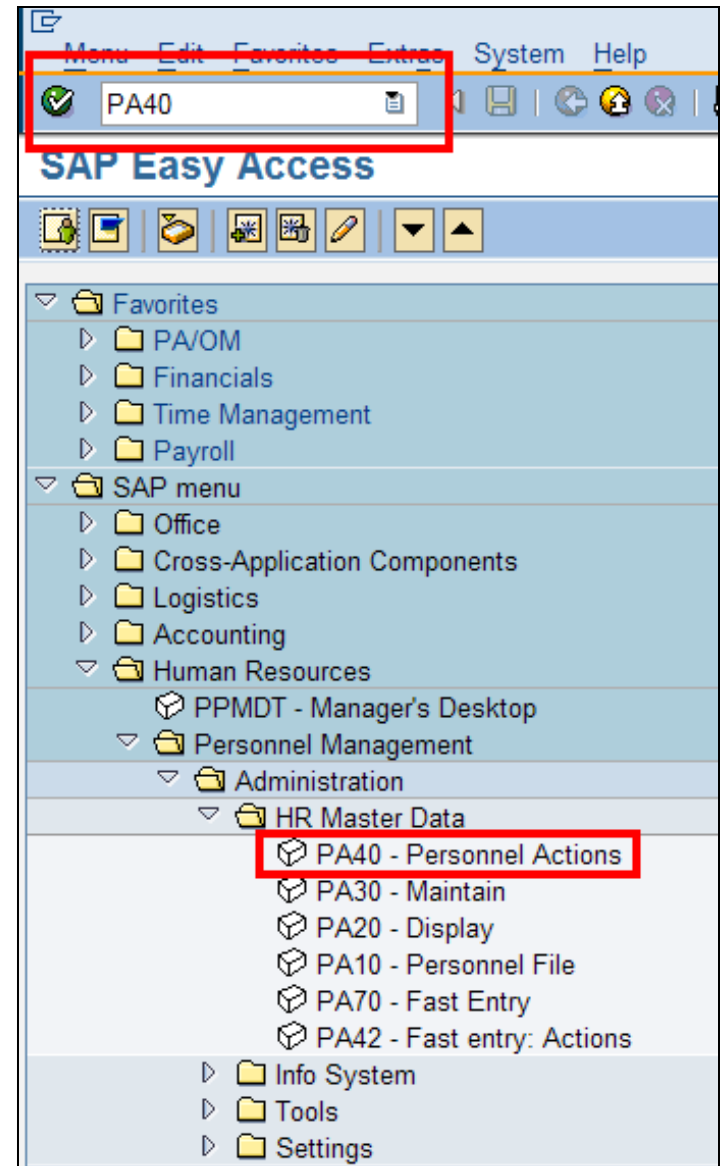 Menu Edit Favorites Extras System Help
PA40
SAP Easy Access
Favorites
PA/OM
Financials
Time Management
Payroll
SAP menu
Office
Cross-Application Components
Logistics
Accounting
Human Resources
PPMDT - Manager's Desktop
Personnel Management
Administration
HR Master Data
PA40 - Personnel Actions
PA30 - Maintain
PA20 - Display
PA10 - Personnel File
PA70 - Fast Entry
PA42 - Fast entry: Actions
Info System
Tools
Settings